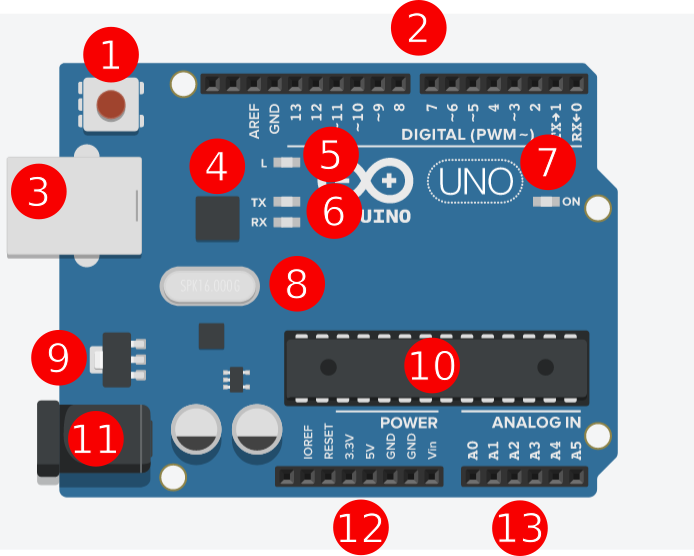 2
1
AREF
GND
13
12
~11
~10
~9
8
7
~6
~5
4
~3
2
TX→1
RX←0
DIGITAL (PWM ~)
3
4
L
5
7
UNO
TX
RX
6
UINO
ON
SPK16.000G
8
9
10
11
POWER
ANALOG IN
IOREF
RESET
3.3V
5V
GND
GND
Vin
A0
A1
A2
A3
A4
A5
12
13